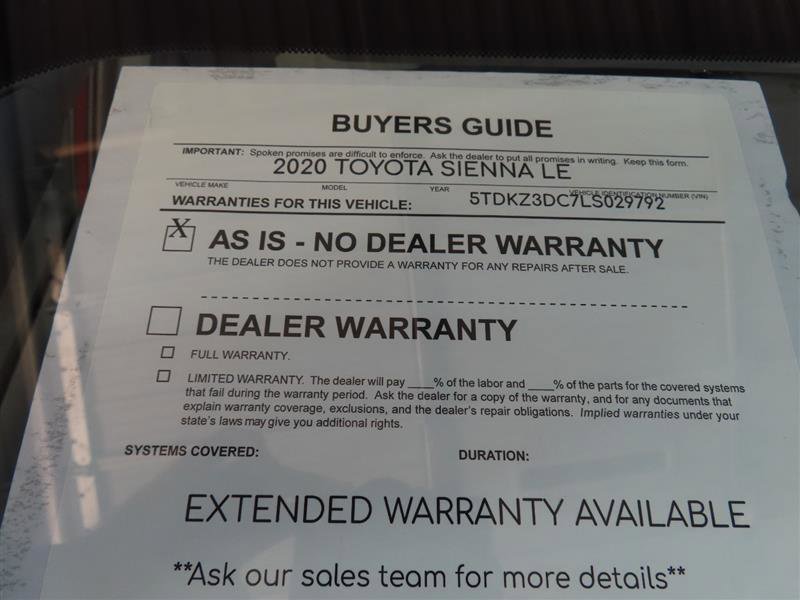 BUYERS GUIDE
IMPORTANT: Spoken promises are difficult to enforce. Ask the dealer to put all promises in writing. Keep this form.
2020 TOYOTA SIENNA LE
VEHICLE MAKE MODEL YEAR VEHICLE IDENTIFICATION NUMBER (VIN)
WARRANTIES FOR THIS VEHICLE: 5TDKZ3DC7LS029792
X AS IS - NO DEALER WARRANTY
THE DEALER DOES NOT PROVIDE A WARRANTY FOR ANY REPAIRS AFTER SALE.
DEALER WARRANTY
FULL WARRANTY.
LIMITED WARRANTY. The dealer will pay ____% of the labor and ____% of the parts for the covered systems
that fail during the warranty period. Ask the dealer for a copy of the warranty, and for any documents that
explain warranty coverage, exclusions, and the dealer's repair obligations. Implied warranties under your
state's laws may give you additional rights.
SYSTEMS COVERED: DURATION:
EXTENDED WARRANTY AVAILABLE
**Ask our sales team for more details**